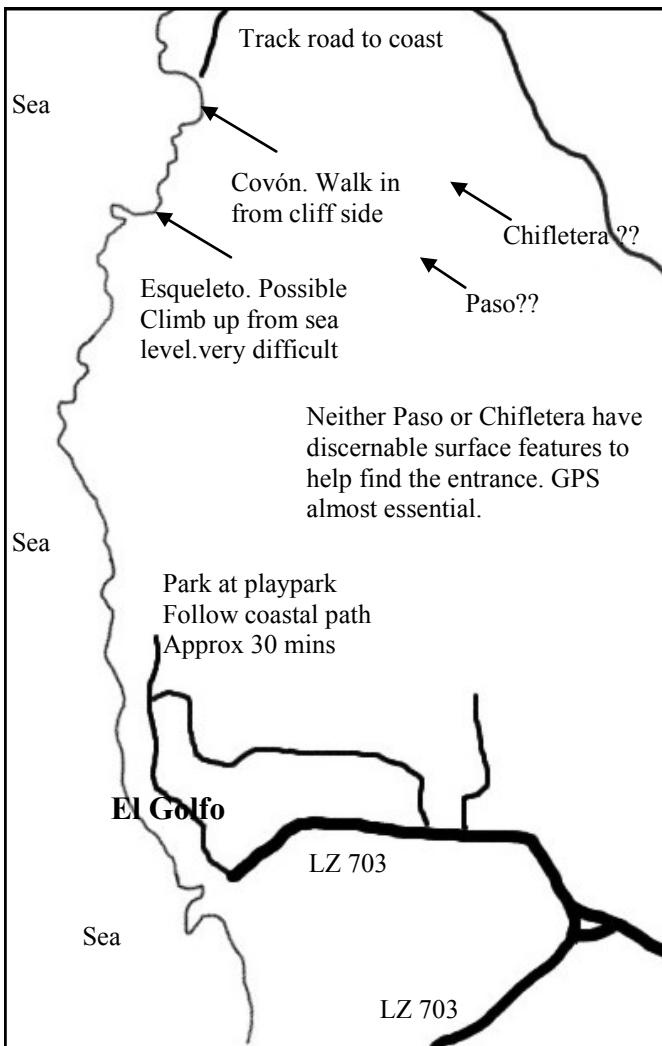 Track road to coast
Sea
Covón. Walk in
from cliff side
Chifletera ??
Esqueleto. Possible
Climb up from sea
level.very difficult
Paso??
Neither Paso or Chifletera have
discernable surface features to
help find the entrance. GPS
almost essential.
Sea
Park at playpark
Follow coastal path
Approx 30 mins
El Golfo
LZ 703
Sea
LZ 703